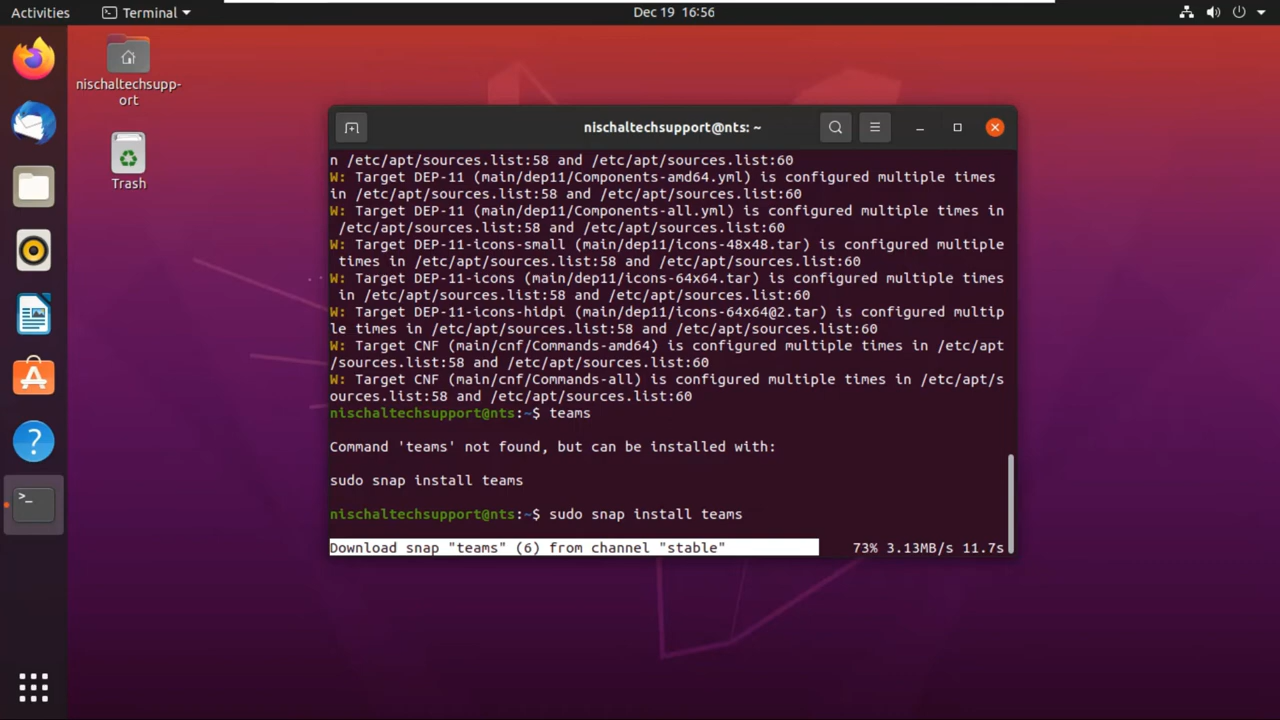 Activities
Terminal
Dec 19 16:56
nischaltechsupp-
ort
Trash
nischaltechsupport@nts: ~
n /etc/apt/sources.list:58 and /etc/apt/sources.list:60
W: Target DEP-11 (main/dep11/Components-amd64.yml) is configured multiple times
in /etc/apt/sources.list:58 and /etc/apt/sources.list:60
W: Target DEP-11 (main/dep11/Components-all.yml) is configured multiple times in
/etc/apt/sources.list:58 and /etc/apt/sources.list:60
W: Target DEP-11-icons-small (main/dep11/icons-48x48.tar) is configured multiple
times in /etc/apt/sources.list:58 and /etc/apt/sources.list:60
W: Target DEP-11-icons (main/dep11/icons-64x64.tar) is configured multiple times
in /etc/apt/sources.list:58 and /etc/apt/sources.list:60
W: Target DEP-11-icons-hidpi (main/dep11/icons-64x64@2.tar) is configured multip
le times in /etc/apt/sources.list:58 and /etc/apt/sources.list:60
W: Target CNF (main/cnf/Commands-amd64) is configured multiple times in /etc/apt
/sources.list:58 and /etc/apt/sources.list:60
W: Target CNF (main/cnf/Commands-all) is configured multiple times in /etc/apt/s
ources.list:58 and /etc/apt/sources.list:60
nischaltechsupport@nts:~$ teams
Command 'teams' not found, but can be installed with:
sudo snap install teams
nischaltechsupport@nts:~$ sudo snap install teams
Download snap "teams" (6) from channel "stable" 73% 3.13MB/s 11.7s